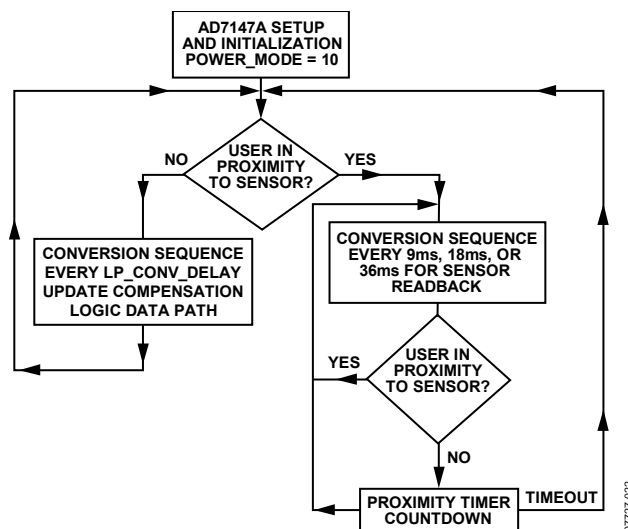 AD7147A SETUP
AND INITIALIZATION
POWER_MODE = 10
NO
USER IN
PROXIMITY
TO SENSOR?
YES
CONVERSION SEQUENCE
EVERY LP_CONV_DELAY
UPDATE COMPENSATION
LOGIC DATA PATH
CONVERSION SEQUENCE
EVERY 9ms, 18ms, OR
36ms FOR SENSOR
READBACK
YES
USER IN
PROXIMITY
TO SENSOR?
NO
PROXIMITY TIMER
COUNTDOWN
TIMEOUT